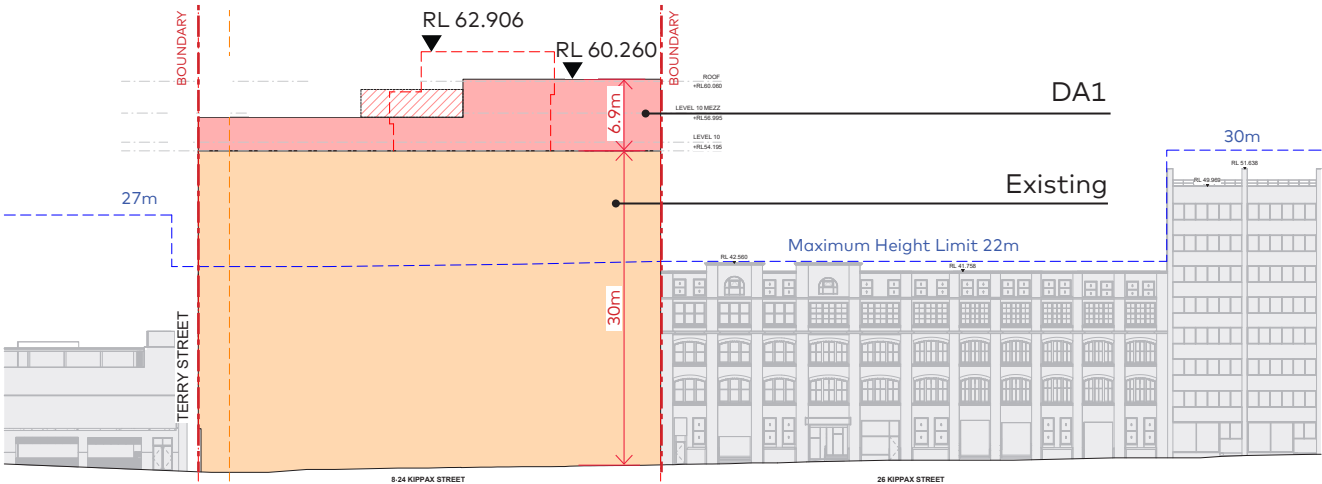 RL 62.906
RL 60.260
BOUNDARY
BOUNDARY
ROOF
+RL60.060
DA1
6.9m
LEVEL 10 MEZZ
+RL56.995
LEVEL 10
+RL54.195
30m
RL 51.638
RL 49.989
Existing
27m
Maximum Height Limit 22m
RL 42.560
RL 41.756
30m
TERRY STREET
8-24 KIPPAX STREET
26 KIPPAX STREET